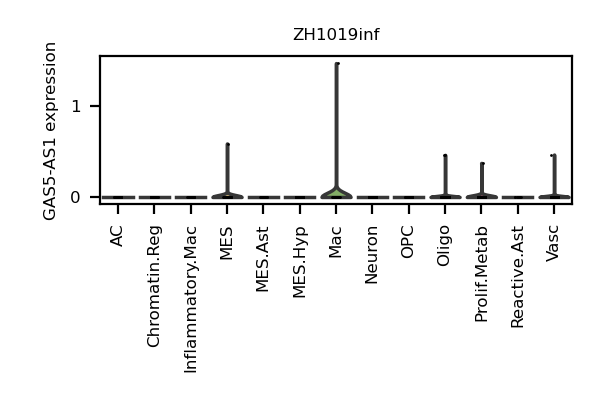 ZH1019inf
GAS5-AS1 expression
1
0
AC
Chromatin.Reg
Inflammatory.Mac
MES
MES.Ast
MES.Hyp
Mac
Neuron
OPC
Oligo
Prolif.Metab
Reactive.Ast
Vasc